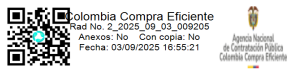 Colombia Compra Eficiente
Rad No. 2_2025_09_03_009205
Anexos: No Con copia: No
Fecha: 03/09/2025 16:55:21
Agencia Nacional
de Contratación Pública
Colombia Compra Eficiente